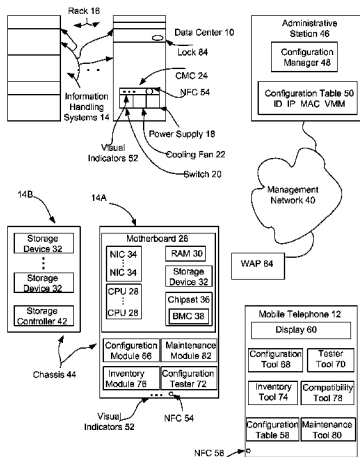 Rack 16
Data Center 10
Lock 84
CMC 24
NFC 54
Information
Handling
Systems 14
Visual
Indicators 52
Power Supply 18
Cooling Fan 22
Switch 20
Administrative
Station 46
Configuration
Manager 48
Configuration Table 50
ID IP MAC VMM
Management
Network 40
WAP 64
14B
Storage
Device 32
Storage
Device 32
Storage
Controller 42
Chassis 44
14A
Motherboard 26
NIC 34
NIC 34
CPU 28
CPU 28
RAM 30
Storage
Device 32
Chipset 36
BMC 38
Configuration
Module 66
Maintenance
Module 82
Inventory
Module 76
Configuration
Tester 72
Visual
Indicators 52
NFC 54
Mobile Telephone 12
Display 60
Configuration
Tool 68
Tester
Tool 70
Inventory
Tool 74
Compatibility
Tool 78
Configuration
Table 58
Maintenance
Tool 80
NFC 56